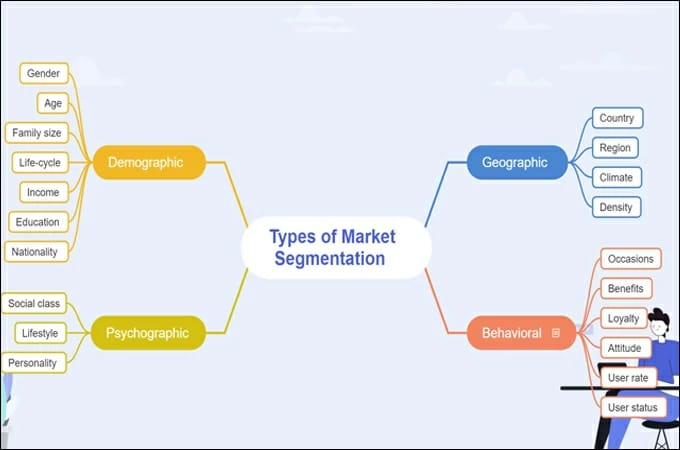 Types of Market
Segmentation
Demographic
Gender
Age
Family size
Life-cycle
Income
Education
Nationality
Psychographic
Social class
Lifestyle
Personality
Geographic
Country
Region
Climate
Density
Behavioral
Occasions
Benefits
Loyalty
Attitude
User rate
User status